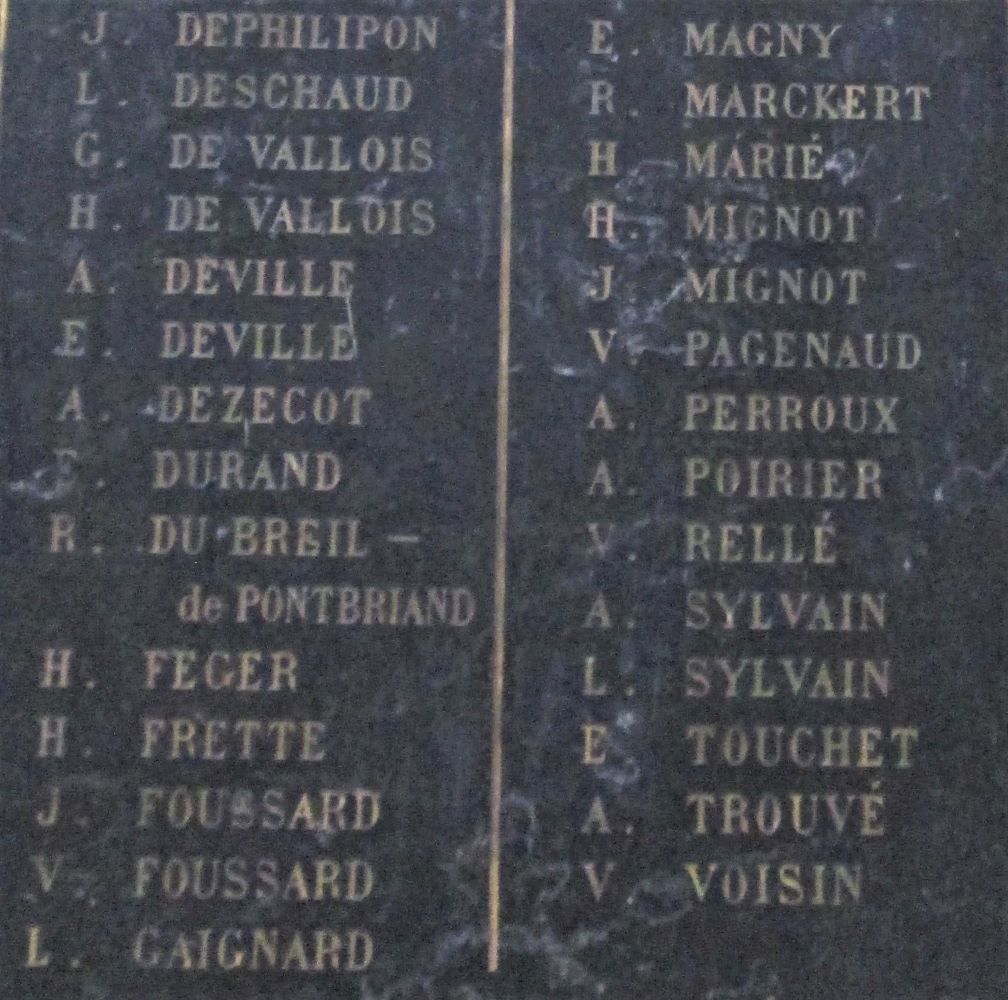 J. DEPHILIPON
L. DESCHAUD
G. DE VALLOIS
H. DE VALLOIS
A. DEVILLE
E. DEVILLE
A. DEZECOT
E. DURAND
R. DU BREIL –
de PONTBRIAND
H. FEGER
H. FRETTE
J. FOUSSARD
V. FOUSSARD
L. GAIGNARD
E. MAGNY
R. MARCKERT
H MARIÉ
H. MIGNOT
J. MIGNOT
V. PAGENAUD
A. PERROUX
A. POIRIER
V. RELLÉ
A. SYLVAIN
L. SYLVAIN
E TOUCHET
A. TROUVÉ
V. VOISIN